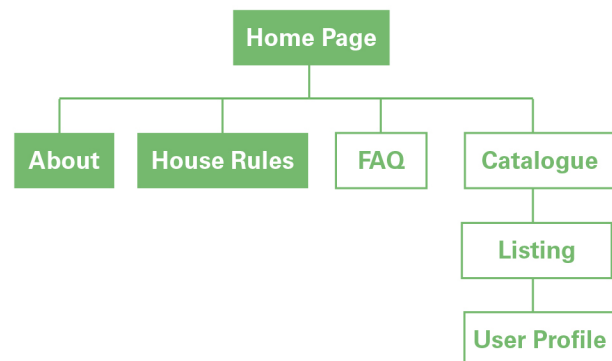 Home Page
About
House Rules
FAQ
Catalogue
Listing
User Profile